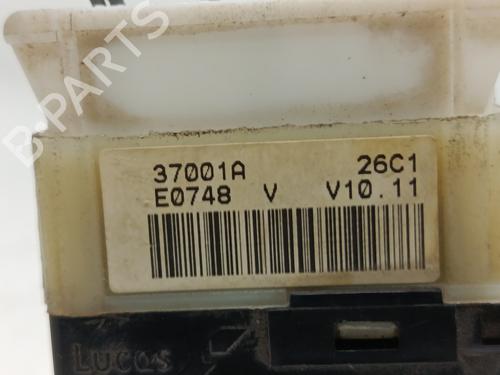 B-PARTS
37001A 26C1
E0748 V V10.11
Lucas